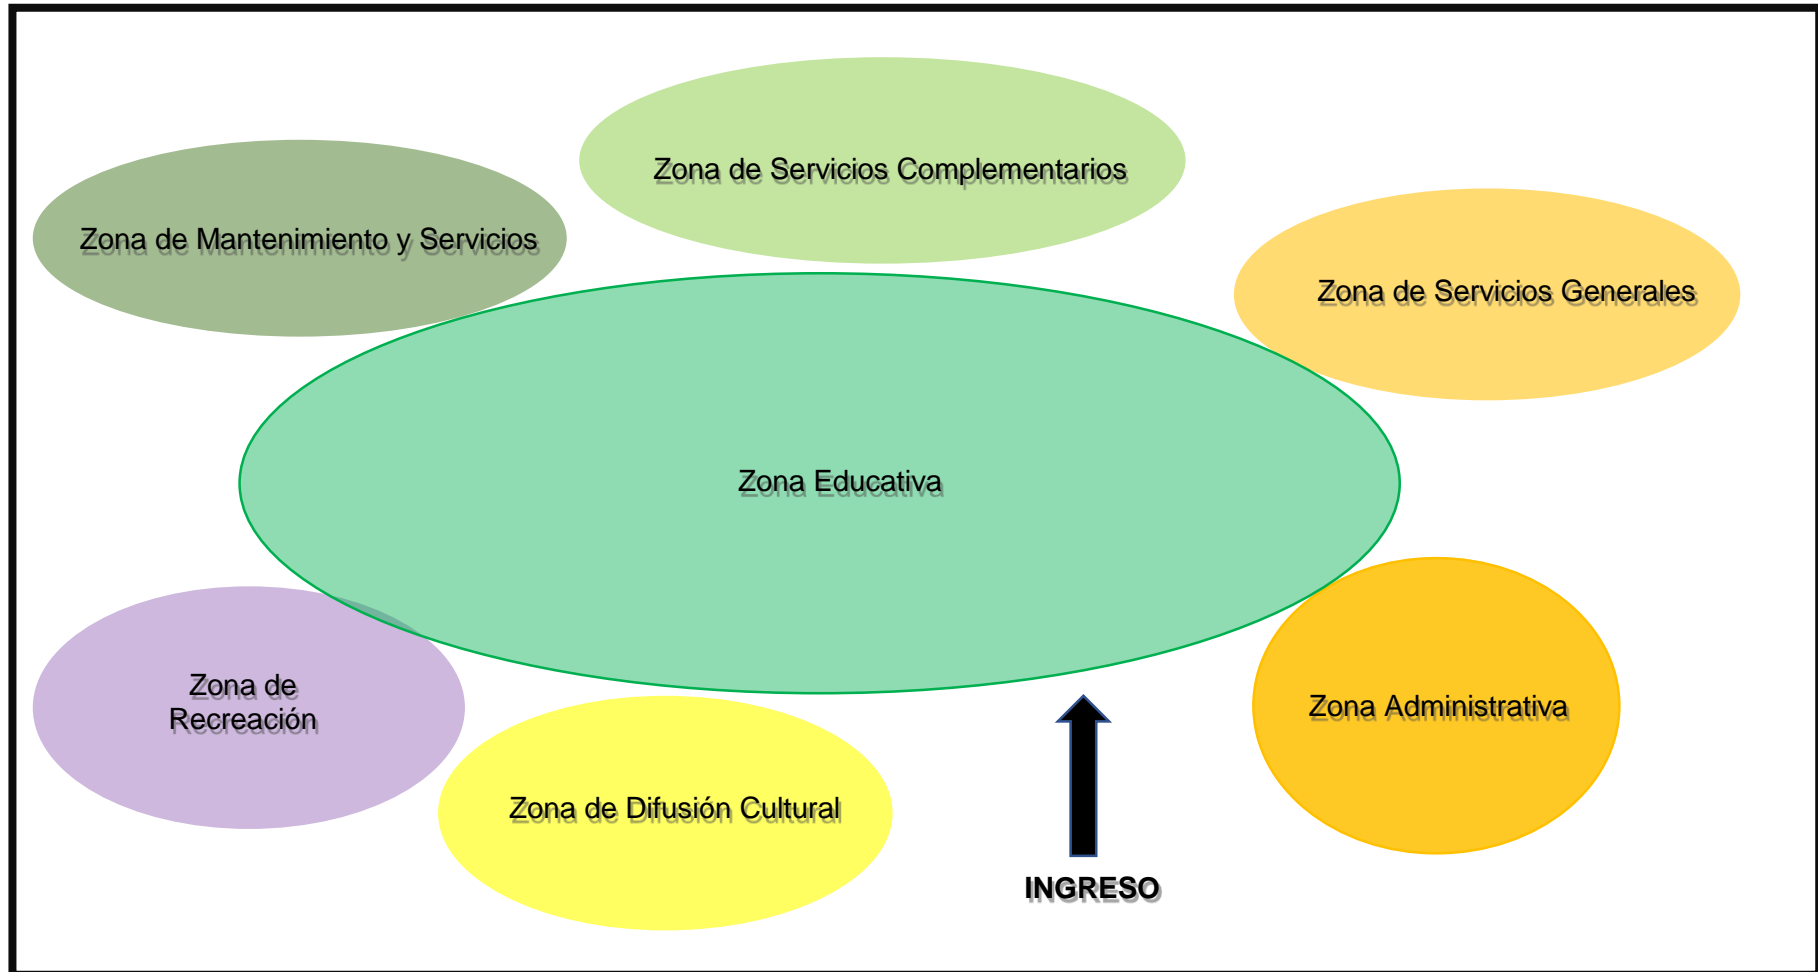 Zona de Servicios Complementarios
Zona de Mantenimiento y Servicios
Zona de Servicios Generales
Zona Educativa
Zona de
Recreación
Zona Administrativa
Zona de Difusión Cultural
INGRESO